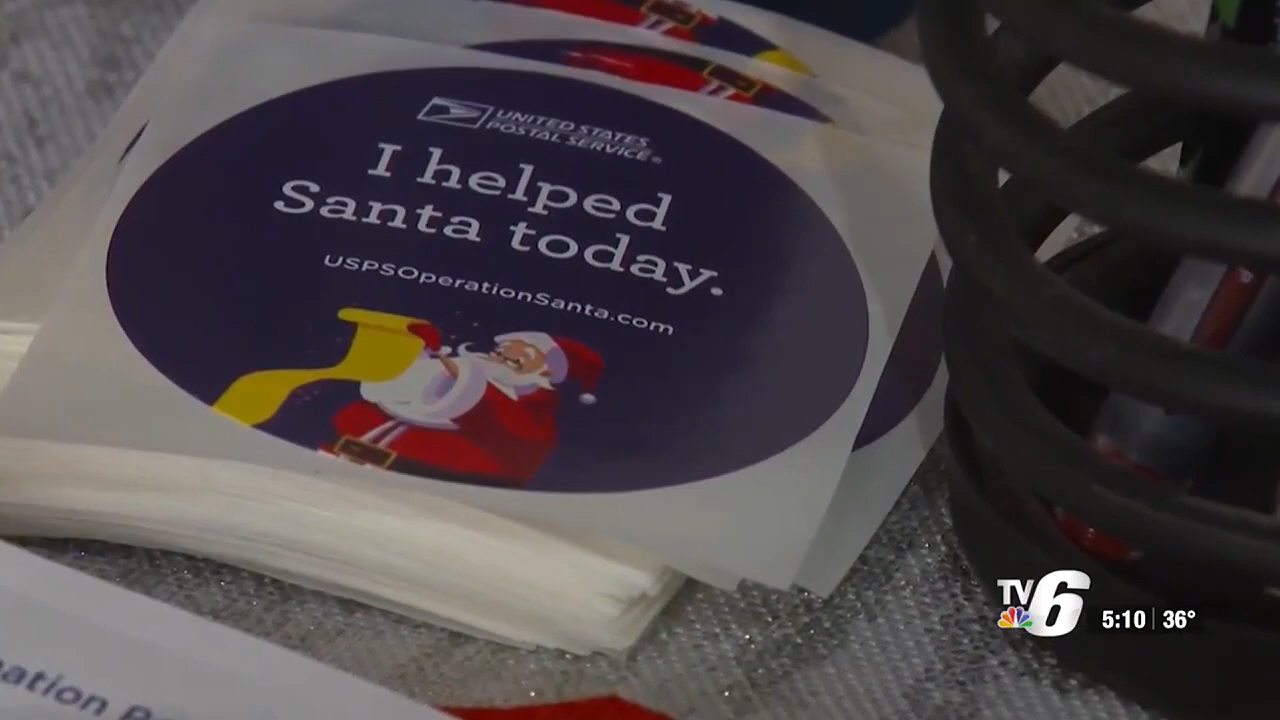 UNITED STATES
POSTAL SERVICE®
I helped
Santa today.
USPSOperationSanta.com
TV6
5:10 36°